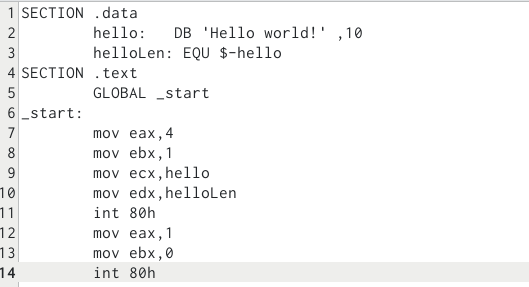 1 SECTION .data
2         hello:   DB 'Hello world!' ,10
3         helloLen: EQU $-hello
4 SECTION .text
5         GLOBAL _start
6 _start:
7         mov eax,4
8         mov ebx,1
9         mov ecx,hello
10         mov edx,helloLen
11         int 80h
12         mov eax,1
13         mov ebx,0
14         int 80h